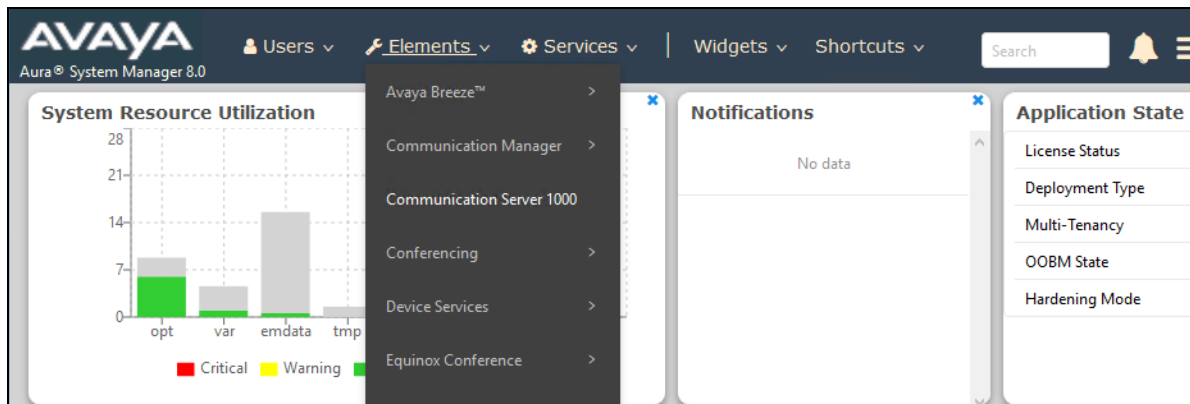 AVAYA
Aura® System Manager 8.0
Users
Elements
Services
Widgets
Shortcuts
Search
Avaya Breeze™
Communication Manager
Communication Server 1000
Conferencing
Device Services
Equinox Conference
System Resource Utilization
28
21
14
7
0
opt var emdata tmp
Critical Warning
Notifications
No data
Application State
License Status
Deployment Type
Multi-Tenancy
OOBM State
Hardening Mode